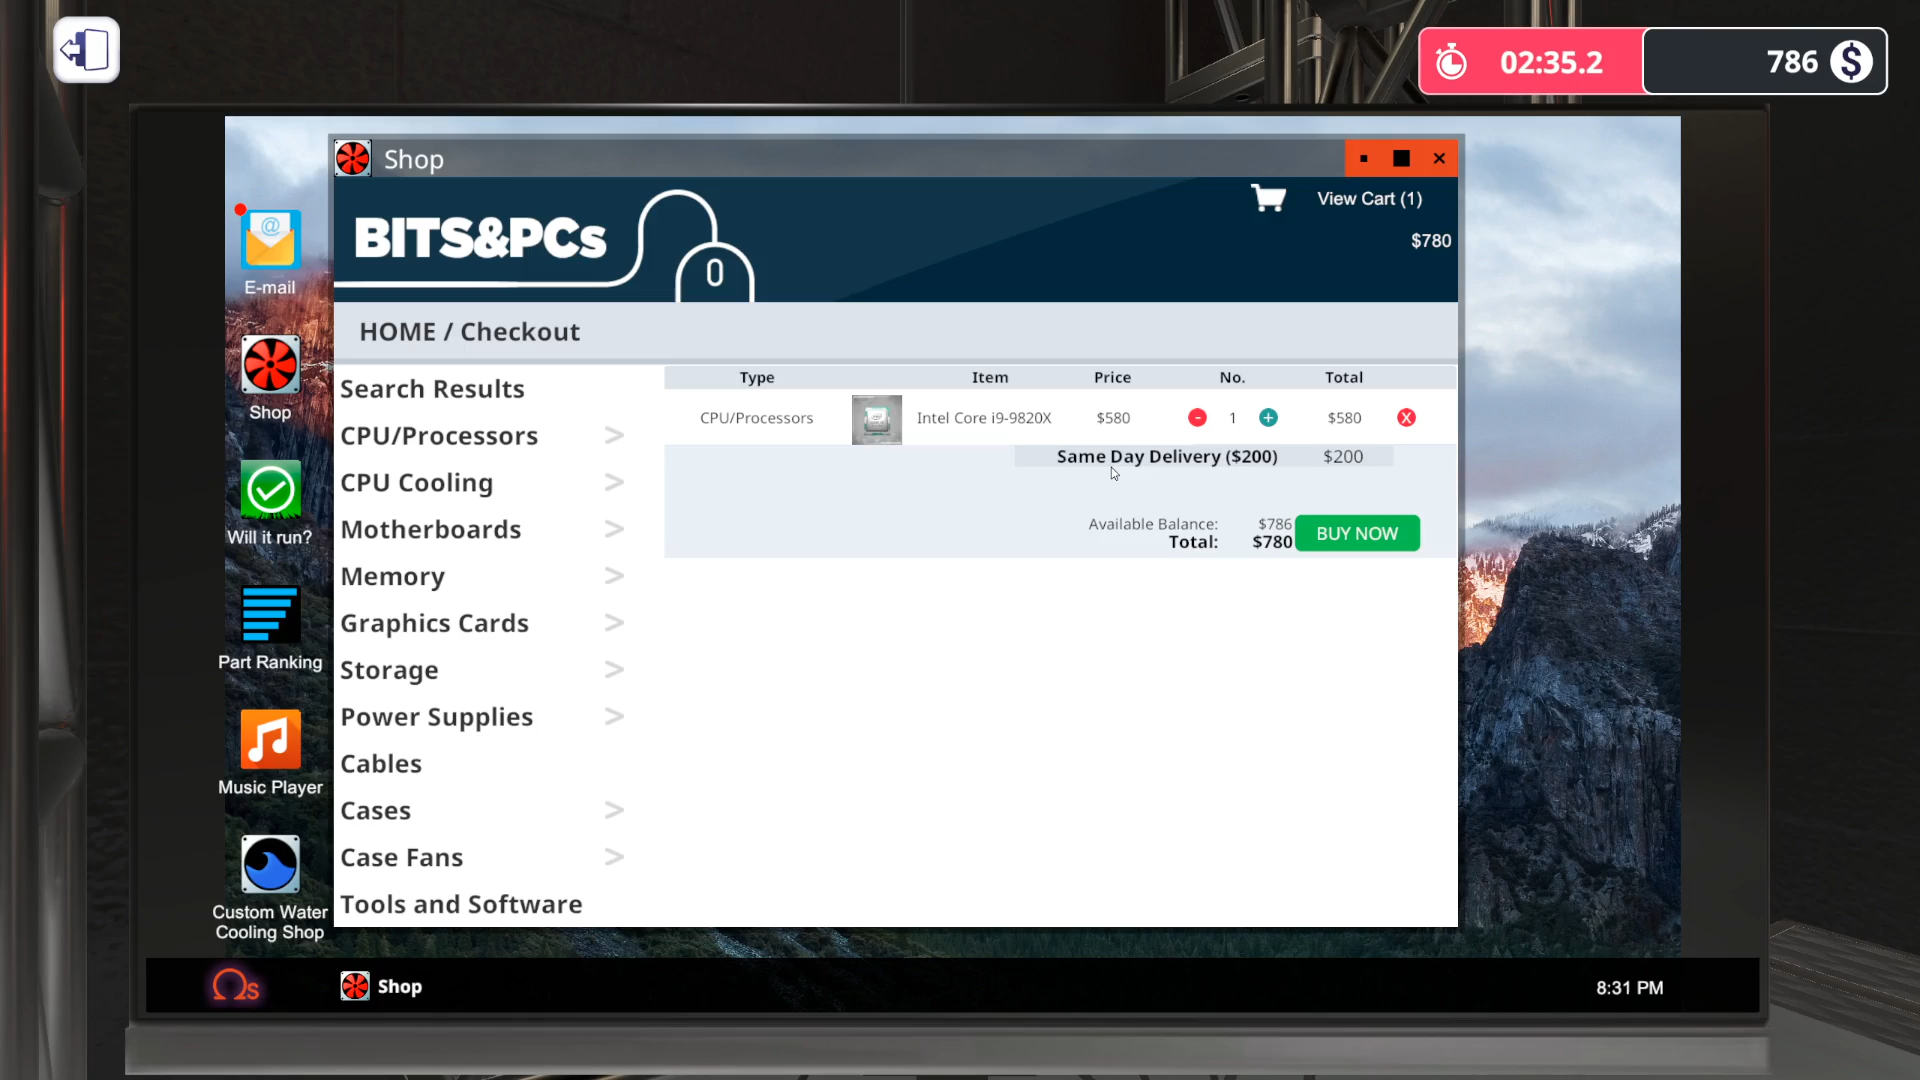 02:35.2
786 $
Shop
View Cart (1)
$780
BITS&PCs
E-mail
HOME / Checkout
Type Item Price No. Total
Search Results
CPU/Processors Intel Core i9-9820X $580 - 1 + $580 X
Shop
CPU/Processors >
Same Day Delivery ($200) $200
CPU Cooling >
Available Balance: $786
Total: $780
BUY NOW
Motherboards >
Will it run?
Memory >
Graphics Cards >
Part Ranking
Storage >
Power Supplies >
Cables
Music Player
Cases >
Case Fans >
Tools and Software
Custom Water
Cooling Shop
Ωs
Shop
8:31 PM